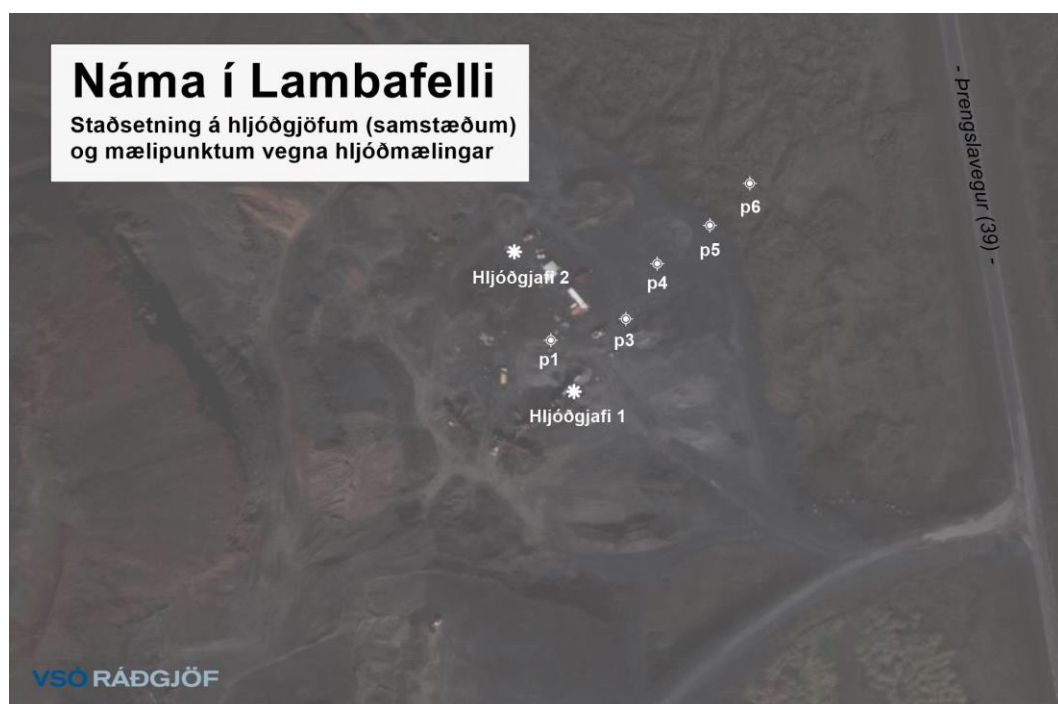 Náma í Lambafelli
Staðsetning á hljóðgjöfum (samstæðum)
og mælipunktum vegna hljóðmælingar
- Þrengslavegur (39) -
p6
p5
Hljóðgjafi 2
p4
p3
p1
Hljóðgjafi 1
VSÓ RÁÐGJÖF